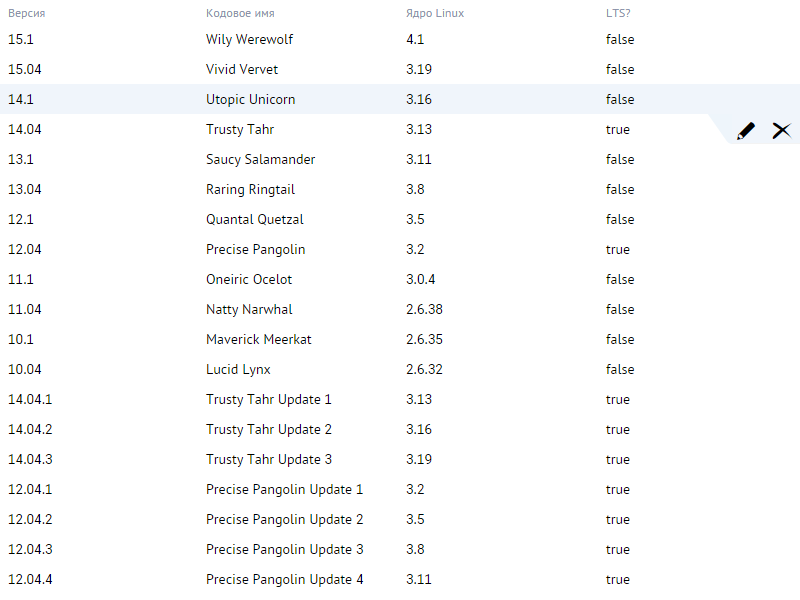 Версия Кодовое имя Ядро Linux LTS?
15.1 Wily Werewolf 4.1 false
15.04 Vivid Vervet 3.19 false
14.1 Utopic Unicorn 3.16 false
14.04 Trusty Tahr 3.13 true
13.1 Saucy Salamander 3.11 false
13.04 Raring Ringtail 3.8 false
12.1 Quantal Quetzal 3.5 false
12.04 Precise Pangolin 3.2 true
11.1 Oneiric Ocelot 3.0.4 false
11.04 Natty Narwhal 2.6.38 false
10.1 Maverick Meerkat 2.6.35 false
10.04 Lucid Lynx 2.6.32 false
14.04.1 Trusty Tahr Update 1 3.13 true
14.04.2 Trusty Tahr Update 2 3.16 true
14.04.3 Trusty Tahr Update 3 3.19 true
12.04.1 Precise Pangolin Update 1 3.2 true
12.04.2 Precise Pangolin Update 2 3.5 true
12.04.3 Precise Pangolin Update 3 3.8 true
12.04.4 Precise Pangolin Update 4 3.11 true